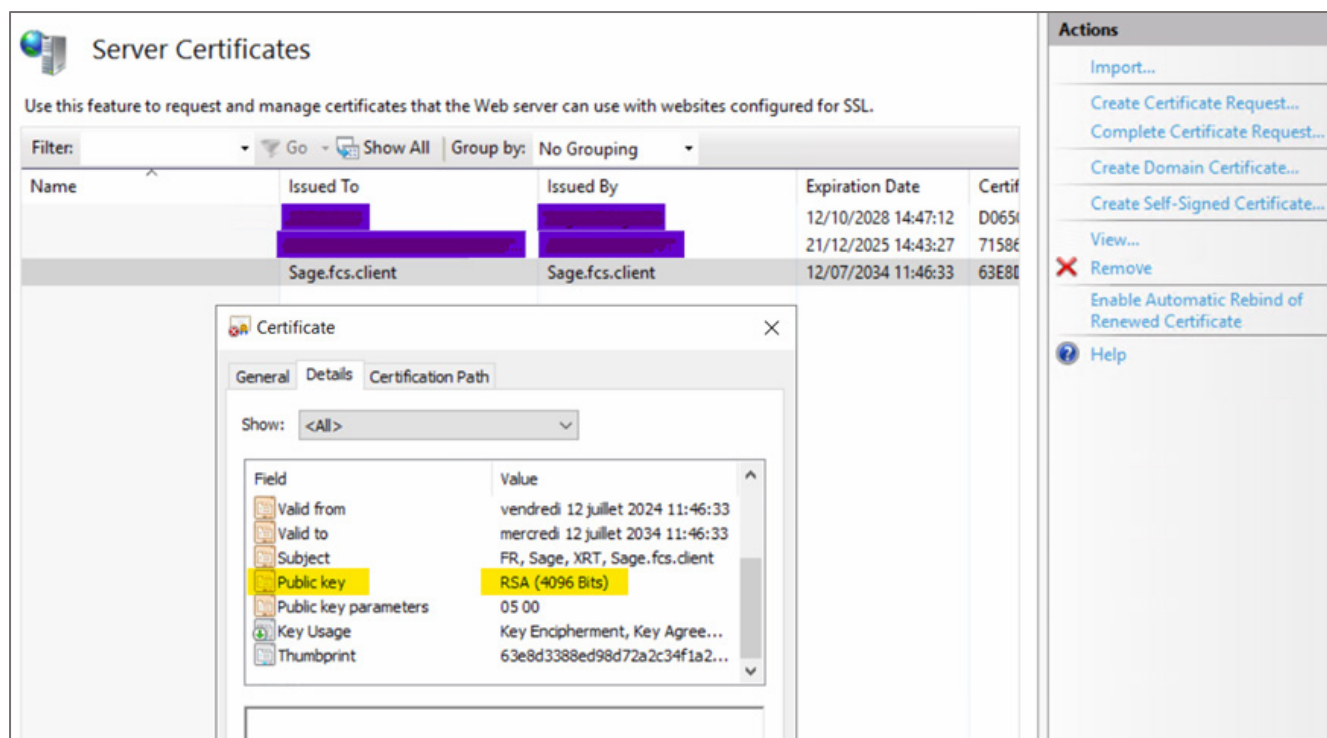 Server Certificates
Use this feature to request and manage certificates that the Web server can use with websites configured for SSL.
Filter: Go Show All Group by: No Grouping
Name Issued To Issued By Expiration Date Certif
12/10/2028 14:47:12 D065
21/12/2025 14:43:27 71586
Sage.fcs.client Sage.fcs.client 12/07/2034 11:46:33 63E8
Certificate
General Details Certification Path
Show: <All>
Field Value
Valid from vendredi 12 juillet 2024 11:46:33
Valid to mercredi 12 juillet 2034 11:46:33
Subject FR, Sage, XRT, Sage.fcs.client
Public key RSA (4096 Bits)
Public key parameters 05 00
Key Usage Key Encipherment, Key Agree...
Thumbprint 63e8d3388ed98d72a2c34f1a2...
Actions
Import...
Create Certificate Request...
Complete Certificate Request...
Create Domain Certificate...
Create Self-Signed Certificate...
View...
Remove
Enable Automatic Rebind of
Renewed Certificate
Help